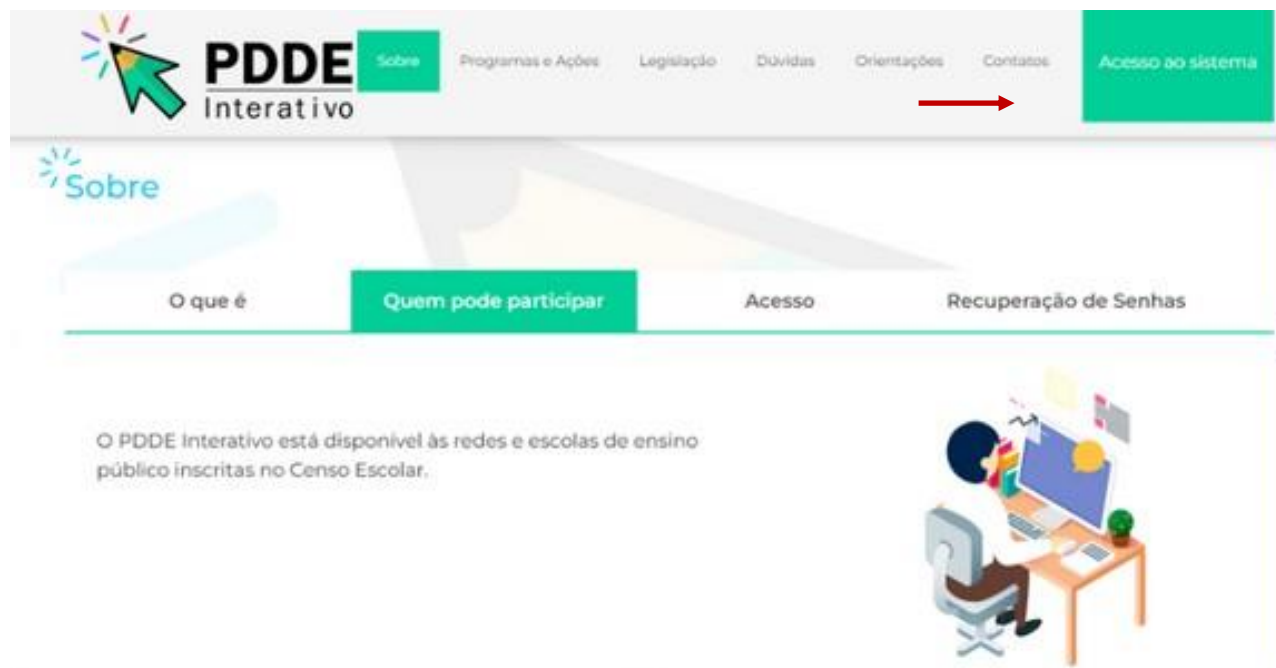 PDDE
Interativo
Sobre
Programas e Ações
Legislação
Dúvidas
Orientações
Contatos
Acesso ao sistema
Sobre
O que é
Quem pode participar
Acesso
Recuperação de Senhas
O PDDE Interativo está disponível às redes e escolas de ensino
público inscritas no Censo Escolar.